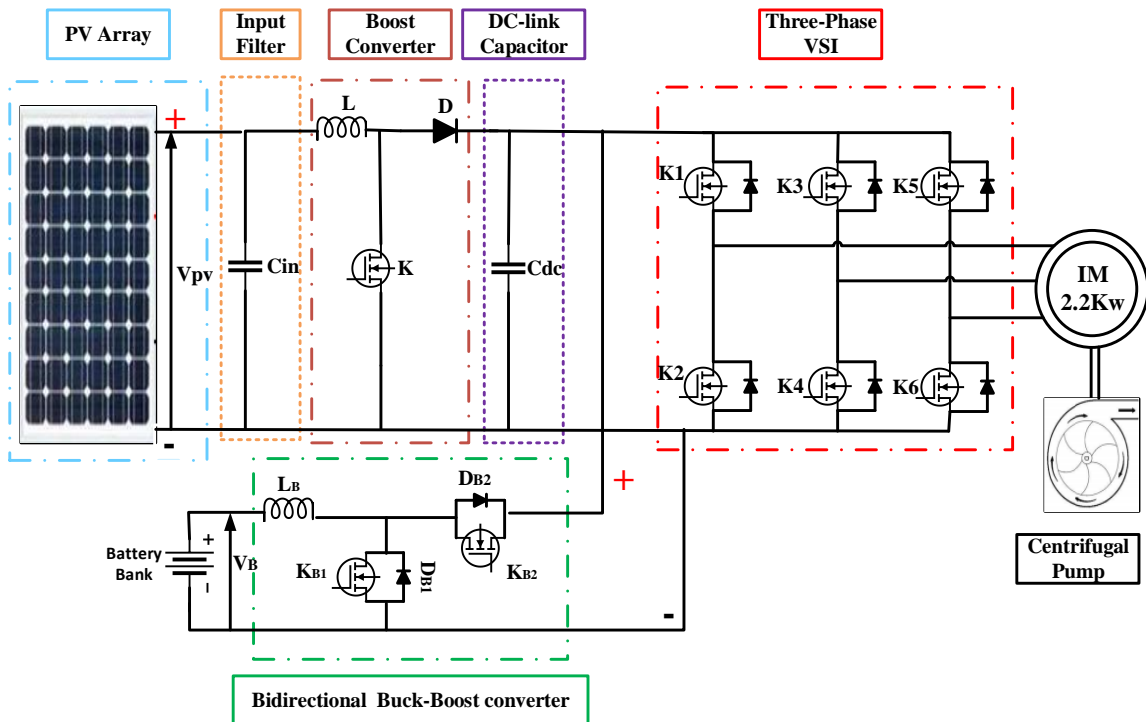 PV Array
Input
Filter
Boost
Converter
DC-link
Capacitor
Three-Phase
VSI
+
L
D
K1
K3
K5
Vpv
Cin
K
Cdc
IM
2.2Kw
K2
K4
K6
-
LB
DB2
+
Battery
Bank
+
-
VB
KB1
DB1
KB2
-
Centrifugal
Pump
Bidirectional Buck-Boost converter